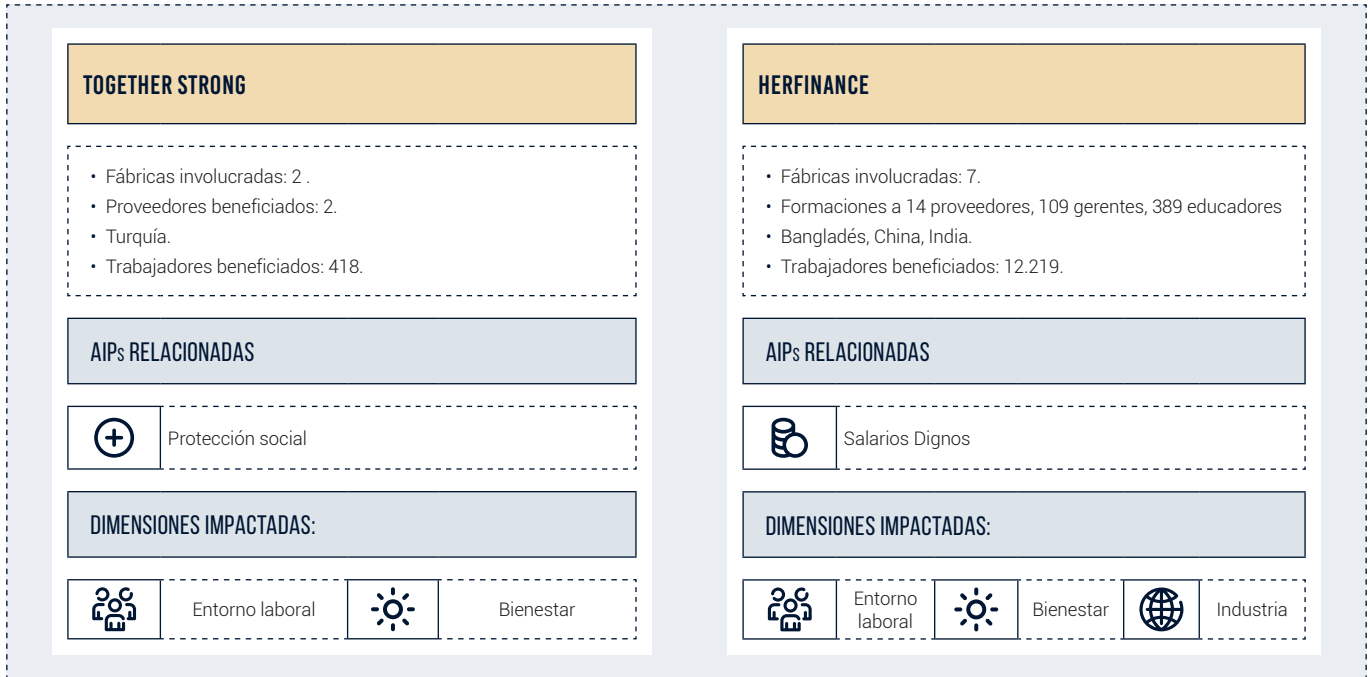 TOGETHER STRONG
• Fábricas involucradas: 2 .
• Proveedores beneficiados: 2.
• Turquía.
• Trabajadores beneficiados: 418.
AIPs RELACIONADAS
Protección social
DIMENSIONES IMPACTADAS:
Entorno laboral
Bienestar
HERFINANCE
• Fábricas involucradas: 7.
• Formaciones a 14 proveedores, 109 gerentes, 389 educadores
• Bangladés, China, India.
• Trabajadores beneficiados: 12.219.
AIPs RELACIONADAS
Salarios Dignos
DIMENSIONES IMPACTADAS:
Entorno
laboral
Bienestar
Industria